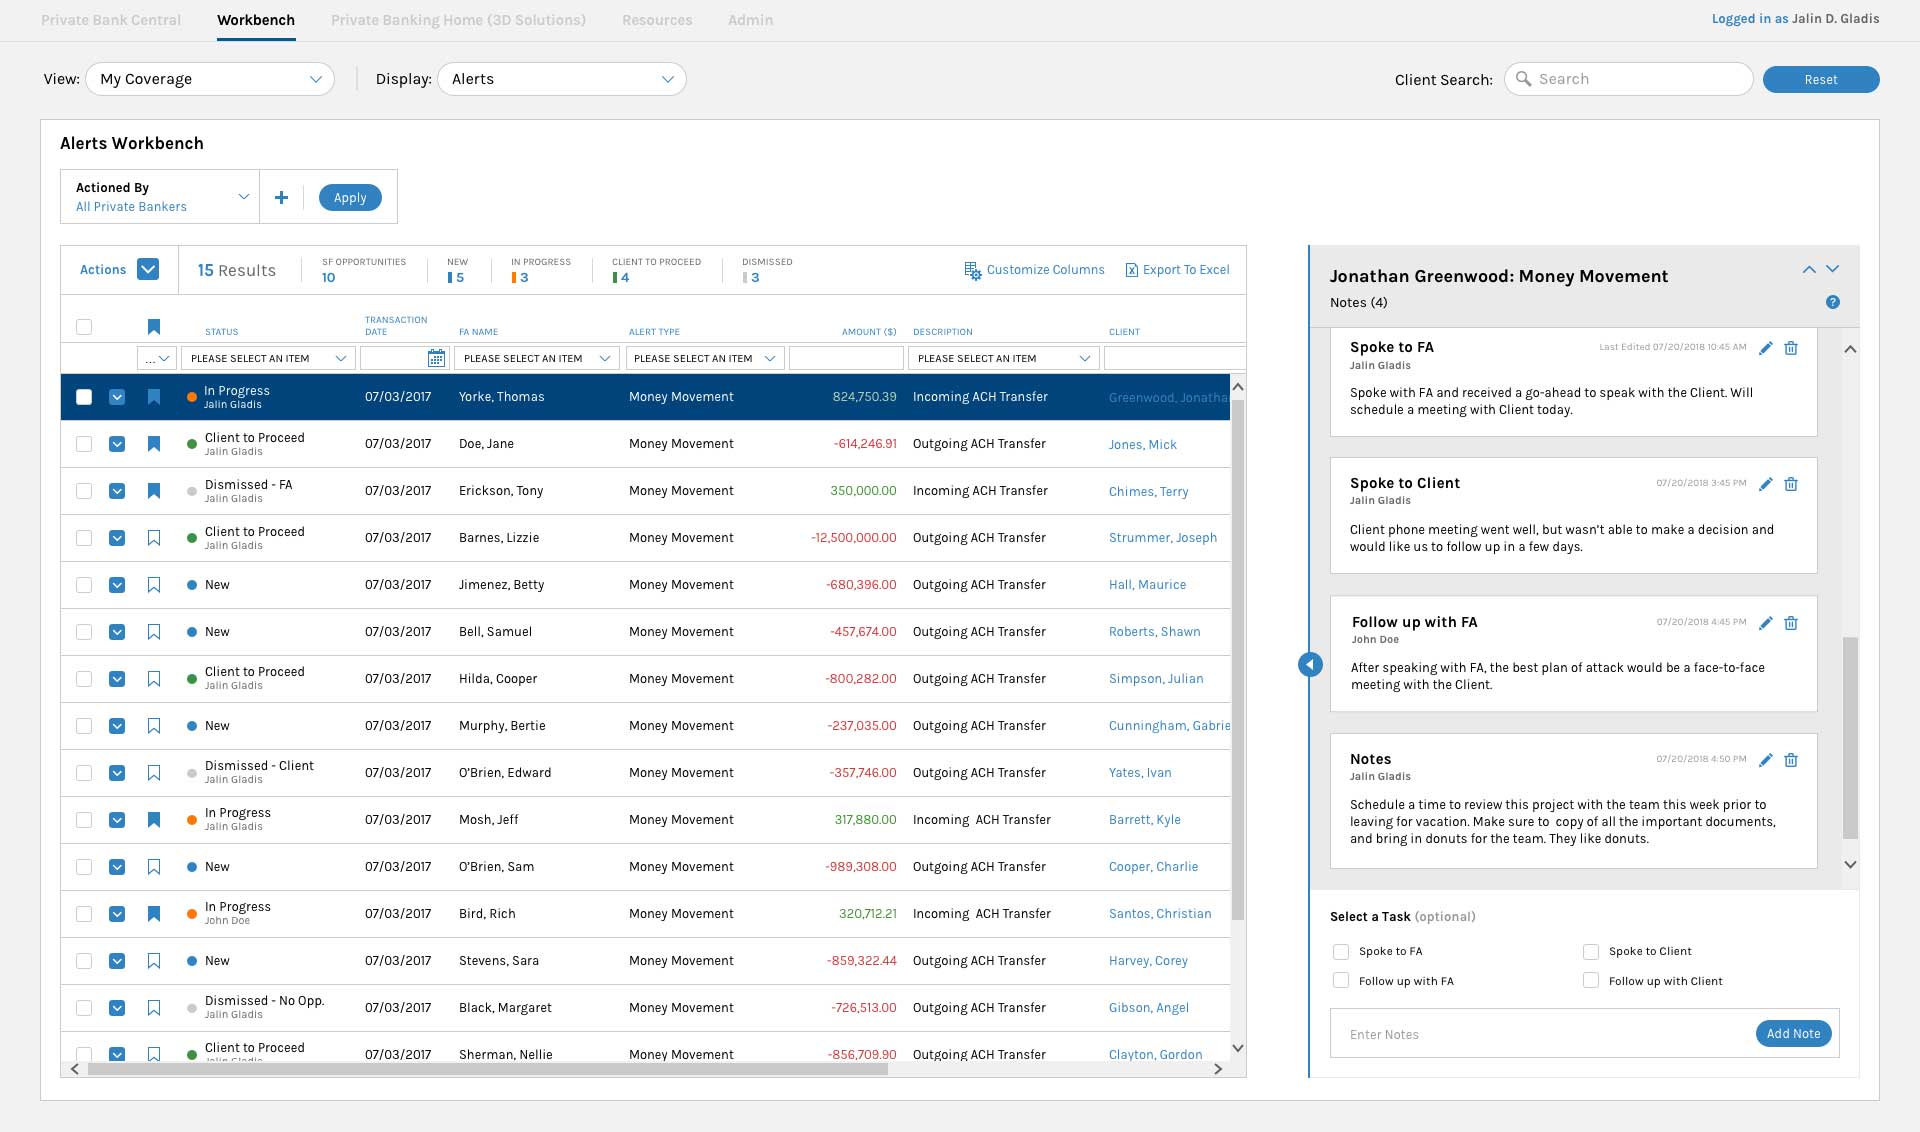 Private Bank Central Workbench Private Banking Home (3D Solutions) Resources Admin Logged in as Jalin D. Gladis
View: My Coverage Display: Alerts Client Search: Search Reset
Alerts Workbench
Actioned By
All Private Bankers
Apply
Actions 15 Results
SF OPPORTUNITIES NEW IN PROGRESS CLIENT TO PROCEED DISMISSED
10 5 3 4 3
Customize Columns Export To Excel
STATUS TRANSACTION DATE FA NAME ALERT TYPE AMOUNT ($) DESCRIPTION CLIENT
... PLEASE SELECT AN ITEM PLEASE SELECT AN ITEM PLEASE SELECT AN ITEM PLEASE SELECT AN ITEM
In Progress 07/03/2017 Yorke, Thomas Money Movement 824,750.39 Incoming ACH Transfer Greenwood, Jonathan
Jalin Gladis
Client to Proceed 07/03/2017 Doe, Jane Money Movement -614,246.91 Outgoing ACH Transfer Jones, Mick
Jalin Gladis
Dismissed - FA 07/03/2017 Erickson, Tony Money Movement 350,000.00 Incoming ACH Transfer Chimes, Terry
Jalin Gladis
Client to Proceed 07/03/2017 Barnes, Lizzie Money Movement -12,500,000.00 Outgoing ACH Transfer Strummer, Joseph
Jalin Gladis
New 07/03/2017 Jimenez, Betty Money Movement -680,396.00 Outgoing ACH Transfer Hall, Maurice
New 07/03/2017 Bell, Samuel Money Movement -457,674.00 Outgoing ACH Transfer Roberts, Shawn
Client to Proceed 07/03/2017 Hilda, Cooper Money Movement -800,282.00 Outgoing ACH Transfer Simpson, Julian
Jalin Gladis
New 07/03/2017 Murphy, Bertie Money Movement -237,035.00 Outgoing ACH Transfer Cunningham, Gabrie
Dismissed - Client 07/03/2017 O'Brien, Edward Money Movement -357,746.00 Outgoing ACH Transfer Yates, Ivan
Jalin Gladis
In Progress 07/03/2017 Mosh, Jeff Money Movement 317,880.00 Incoming ACH Transfer Barrett, Kyle
Jalin Gladis
New 07/03/2017 O'Brien, Sam Money Movement -989,308.00 Outgoing ACH Transfer Cooper, Charlie
In Progress 07/03/2017 Bird, Rich Money Movement 320,712.21 Incoming ACH Transfer Santos, Christian
John Doe
New 07/03/2017 Stevens, Sara Money Movement -859,322.44 Outgoing ACH Transfer Harvey, Corey
Dismissed - No Opp. 07/03/2017 Black, Margaret Money Movement -726,513.00 Outgoing ACH Transfer Gibson, Angel
Jalin Gladis
Client to Proceed 07/03/2017 Sherman, Nellie Money Movement -856,709.90 Outgoing ACH Transfer Clayton, Gordon
Jalin Gladis
Jonathan Greenwood: Money Movement
Notes (4)
?
Spoke to FA Last Edited 07/20/2018 10:45 AM
Jalin Gladis
Spoke with FA and received a go-ahead to speak with the Client. Will
schedule a meeting with Client today.
Spoke to Client 07/20/2018 3:45 PM
Jalin Gladis
Client phone meeting went well, but wasn't able to make a decision and
would like us to follow up in a few days.
Follow up with FA 07/20/2018 4:45 PM
John Doe
After speaking with FA, the best plan of attack would be a face-to-face
meeting with the Client.
Notes 07/20/2018 4:50 PM
Jalin Gladis
Schedule a time to review this project with the team this week prior to
leaving for vacation. Make sure to copy of all the important documents,
and bring in donuts for the team. They like donuts.
Select a Task (optional)
Spoke to FA Spoke to Client
Follow up with FA Follow up with Client
Enter Notes Add Note